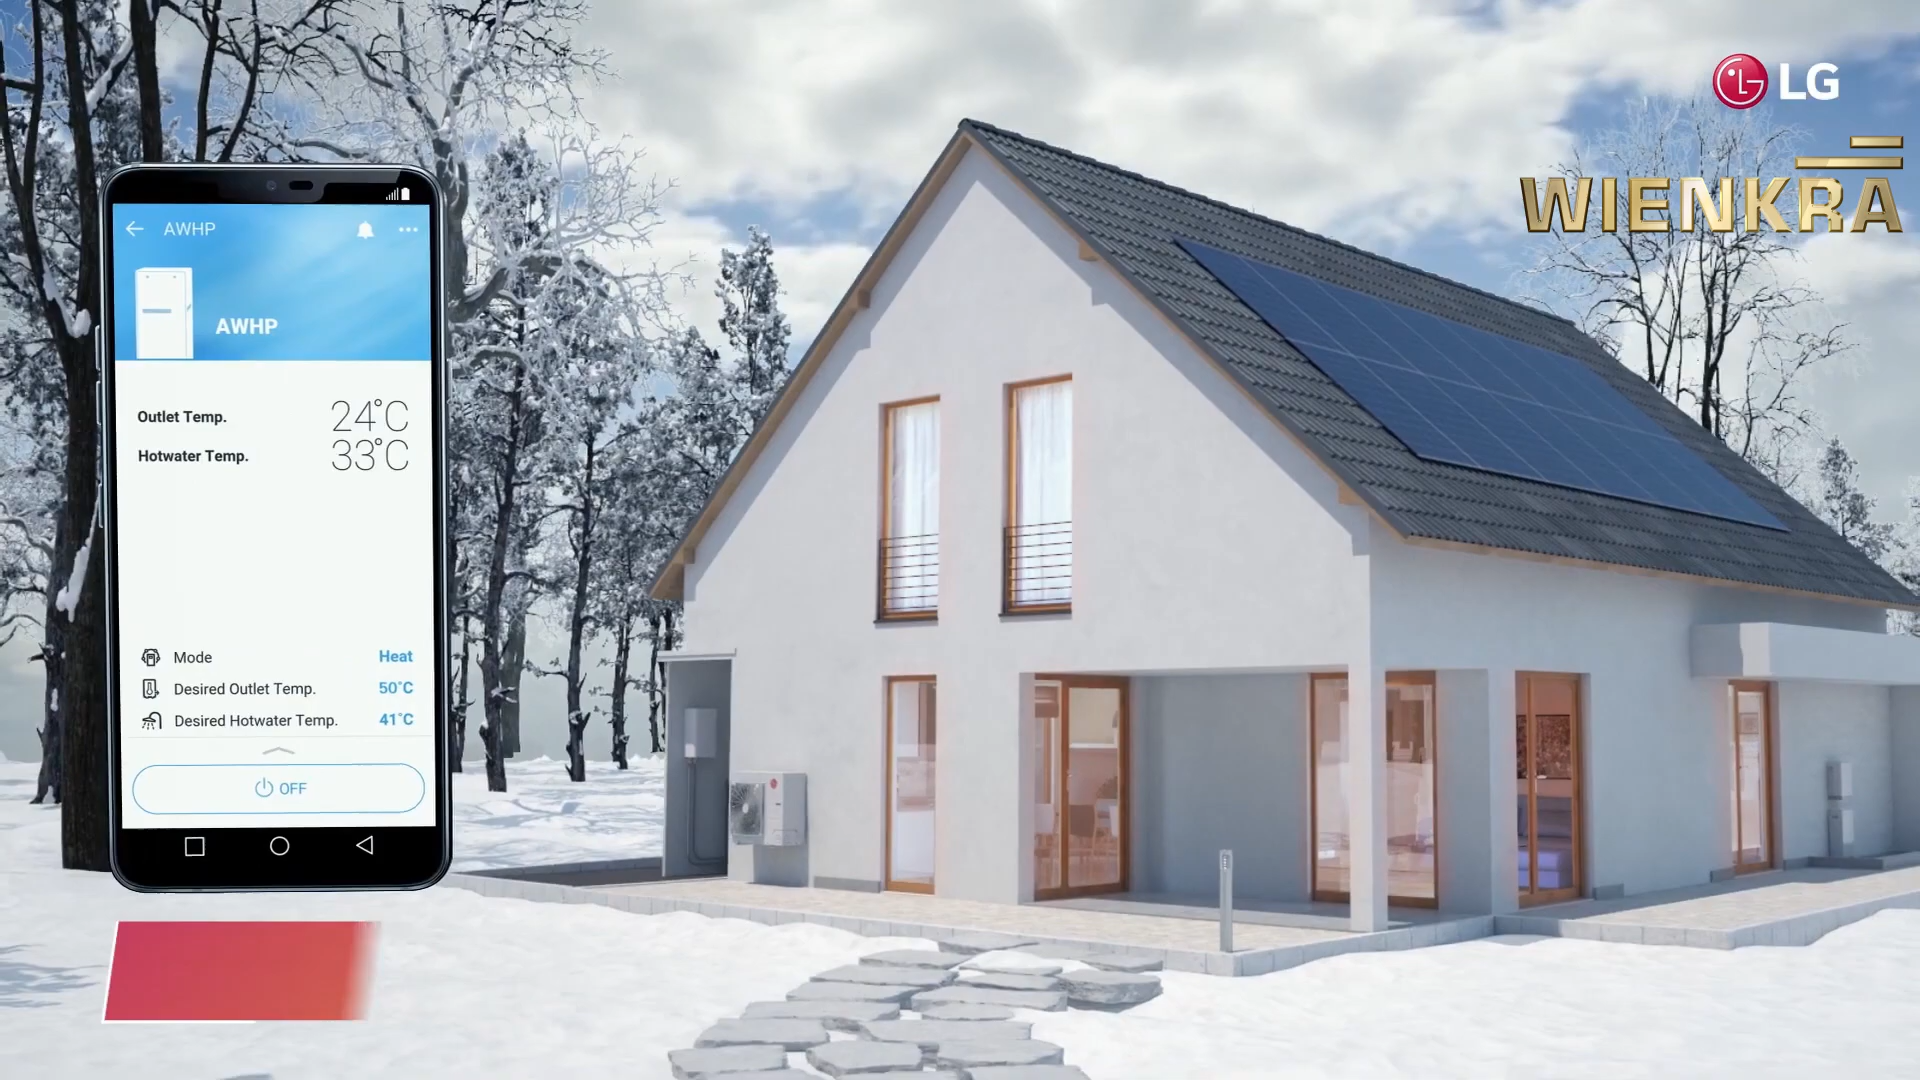 LG
WIENKRA
AWHP
AWHP
Outlet Temp. 24°C
Hotwater Temp. 33°C
Mode Heat
Desired Outlet Temp. 50°C
Desired Hotwater Temp. 41°C
OFF